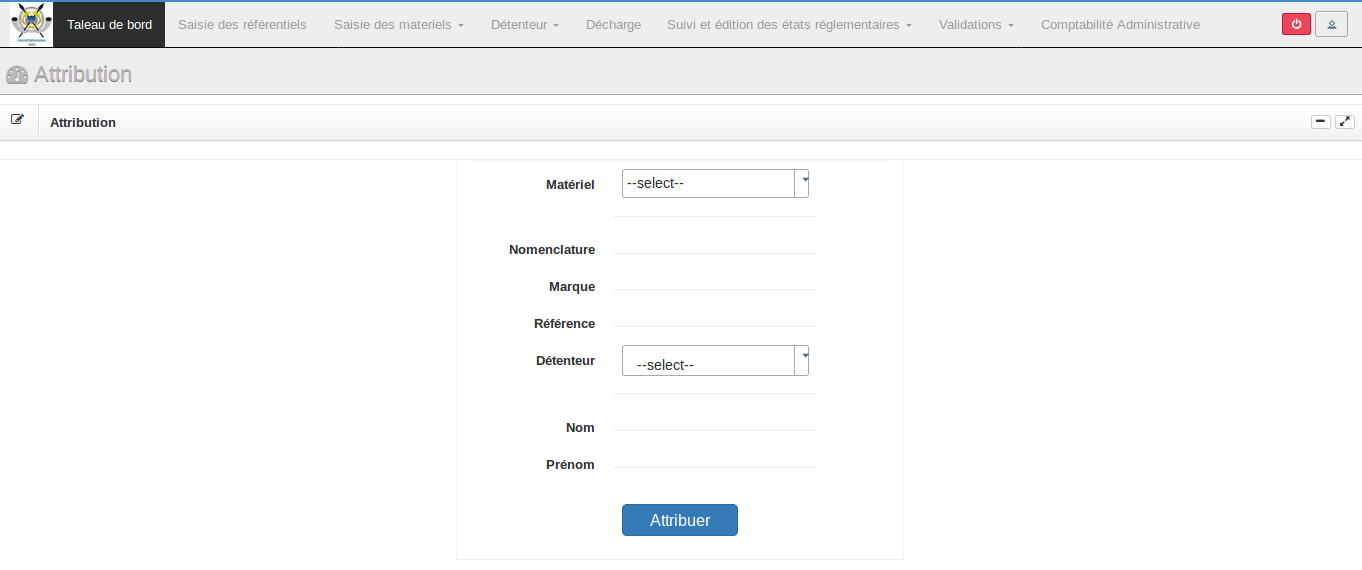 Taleau de bord Saisie des référentiels Saisie des materiels Détenteur Décharge Suivi et édition des états réglementaires Validations Comptabilité Administrative
Attribution
Attribution
Matériel --select--
Nomenclature
Marque
Référence
Détenteur --select--
Nom
Prénom
Attribuer